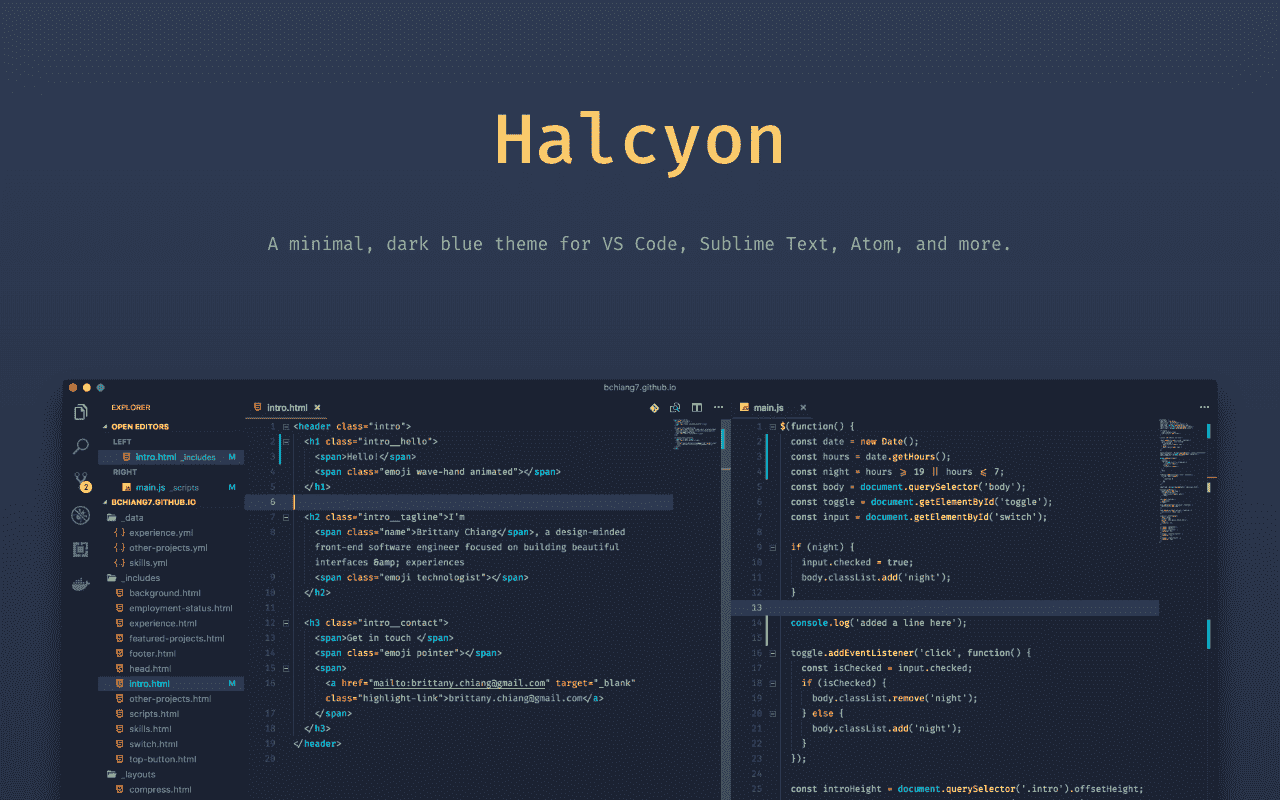 Halcyon
A minimal, dark blue theme for VS Code, Sublime Text, Atom, and more.
bchiang7.github.io
EXPLORER
OPEN EDITORS
LEFT
intro.html _includes M
RIGHT
main.js _scripts M
2
BCHIANG7.GITHUB.IO
_data
experience.yml
other-projects.yml
skills.yml
_includes
background.html
employment-status.html
experience.html
featured-projects.html
footer.html
head.html
intro.html M
other-projects.html
scripts.html
skills.html
switch.html
top-button.html
_layouts
compress.html
intro.html
1 <header class="intro">
2 <h1 class="intro__hello">
3 <span>Hello!</span>
4 <span class="emoji wave-hand animated"></span>
5 </h1>
6
7 <h2 class="intro__tagline">I'm
8 <span class="name">Brittany Chiang</span>, a design-minded
front-end software engineer focused on building beautiful
interfaces &amp; experiences
9 <span class="emoji technologist"></span>
10 </h2>
11
12 <h3 class="intro__contact">
13 <span>Get in touch </span>
14 <span class="emoji pointer"></span>
15 <span>
16 <a href="mailto:brittany.chiang@gmail.com" target="_blank"
class="highlight-link">brittany.chiang@gmail.com</a>
17 </span>
18 </h3>
19 </header>
20
main.js
1 $(function() {
2 const date = new Date();
3 const hours = date.getHours();
4 const night = hours ⩾ 19 || hours ⩽ 7;
5 const body = document.querySelector('body');
6 const toggle = document.getElementById('toggle');
7 const input = document.getElementById('switch');
8
9 if (night) {
10 input.checked = true;
11 body.classList.add('night');
12 }
13
14 console.log('added a line here');
15
16 toggle.addEventListener('click', function() {
17 const isChecked = input.checked;
18 if (isChecked) {
19 body.classList.remove('night');
20 } else {
21 body.classList.add('night');
22 }
23 });
24
25 const introHeight = document.querySelector('.intro').offsetHeight;